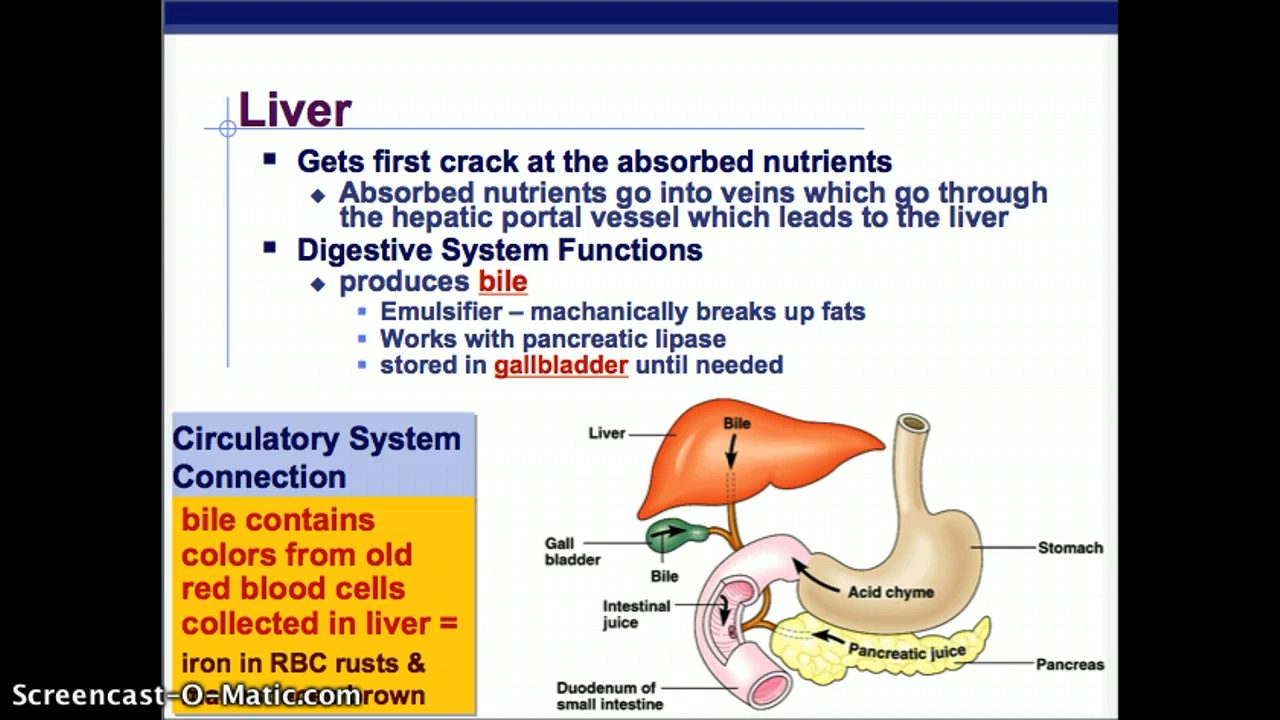 Liver
Gets first crack at the absorbed nutrients
Absorbed nutrients go into veins which go through
the hepatic portal vessel which leads to the liver
Digestive System Functions
produces bile
Emulsifier – machanically breaks up fats
Works with pancreatic lipase
stored in gallbladder until needed
Circulatory System
Connection
bile contains
colors from old
red blood cells
collected in liver =
iron in RBC rusts &
brown
Screencast-O-Matic.com
Liver
Bile
Gall
bladder
Bile
Stomach
Acid chyme
Intestinal
juice
Pancreatic juice
Pancreas
Duodenum of
small intestine